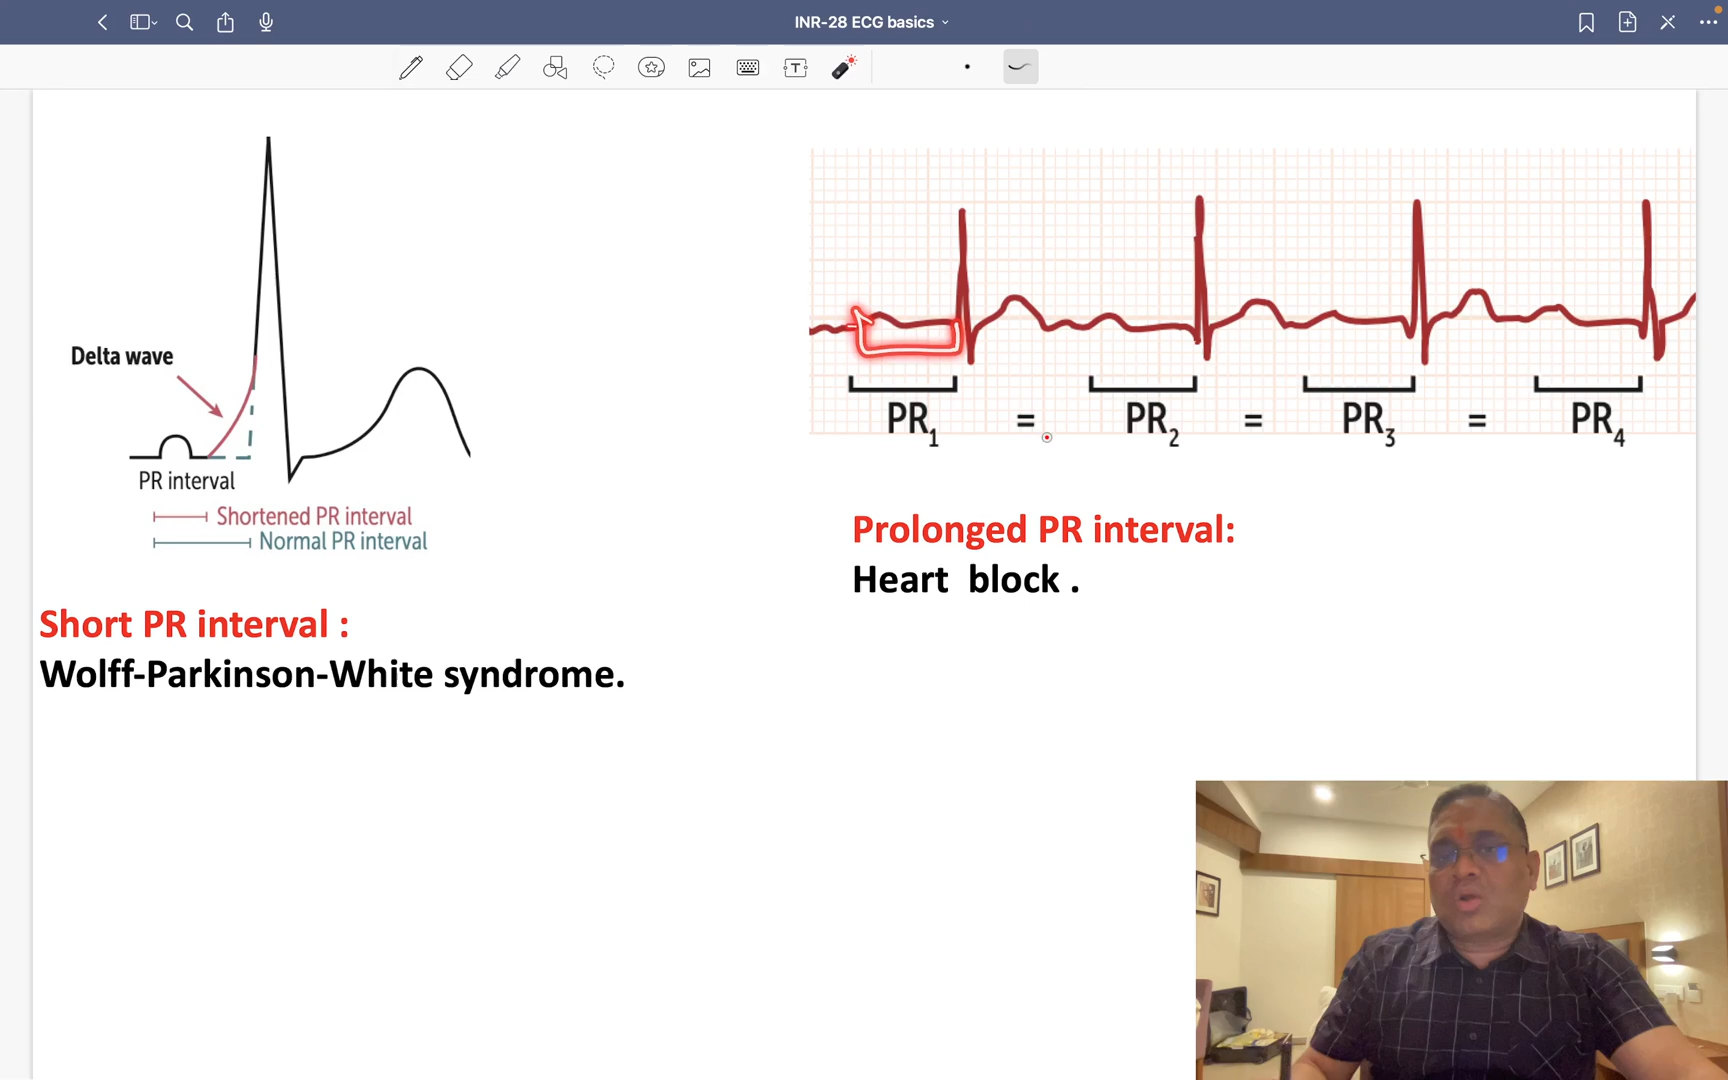 INR-28 ECG basics
Delta wave
PR interval
Shortened PR interval
Normal PR interval
Short PR interval :
Wolff-Parkinson-White syndrome.
PR1 = PR2 = PR3 = PR4
Prolonged PR interval:
Heart block .